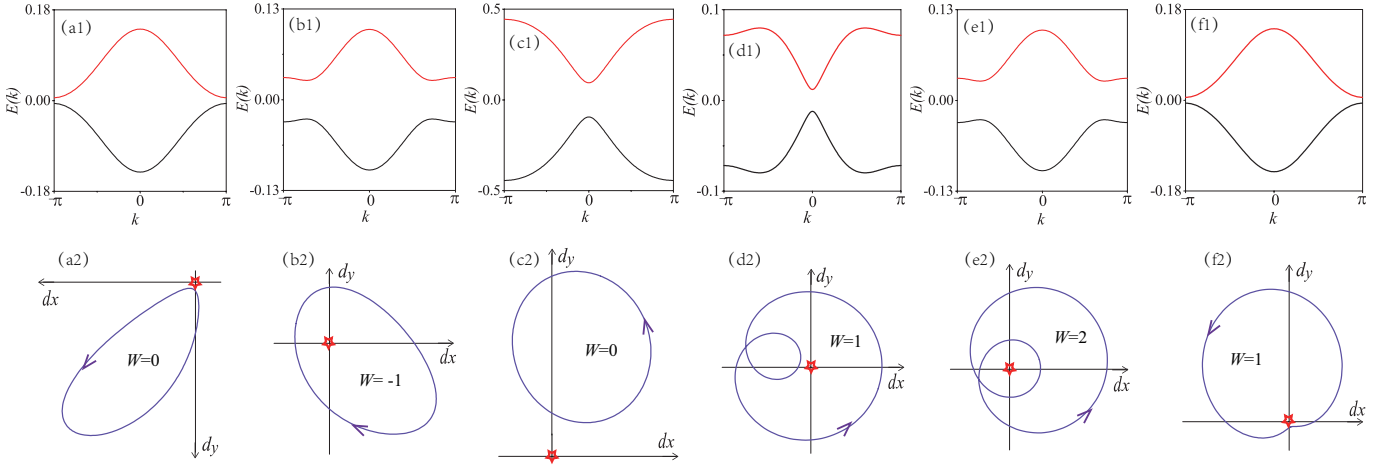 (a1)
0.18
0.00
-0.18
E(k)
-π
0
π
k
(b1)
0.13
0.00
-0.13
E(k)
-π
0
π
k
(c1)
0.5
0.0
-0.5
E(k)
-π
0
π
k
(d1)
0.1
0.0
-0.1
E(k)
-π
0
π
k
(e1)
0.13
0.00
-0.13
E(k)
-π
0
π
k
(f1)
0.18
0.00
-0.18
E(k)
-π
0
π
k
(a2)
dx
W=0
dy
(b2)
dy
dx
W= -1
(c2)
dy
W=0
dx
(d2)
dy
W=1
dx
(e2)
dy
W=2
dx
(f2)
dy
W=1
dx